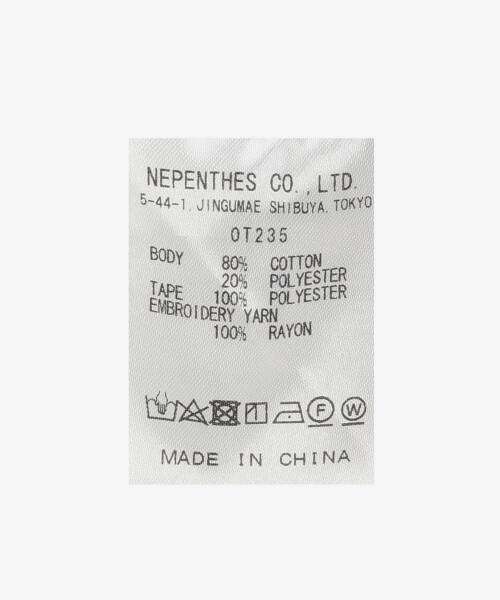 NEPENTHES CO.,LTD.
5-44-1, JINGUMAE SHIBUYA, TOKYO
OT235
BODY 80% COTTON
20% POLYESTER
TAPE 100% POLYESTER
EMBROIDERY YARN
100% RAYON
F W
MADE IN CHINA